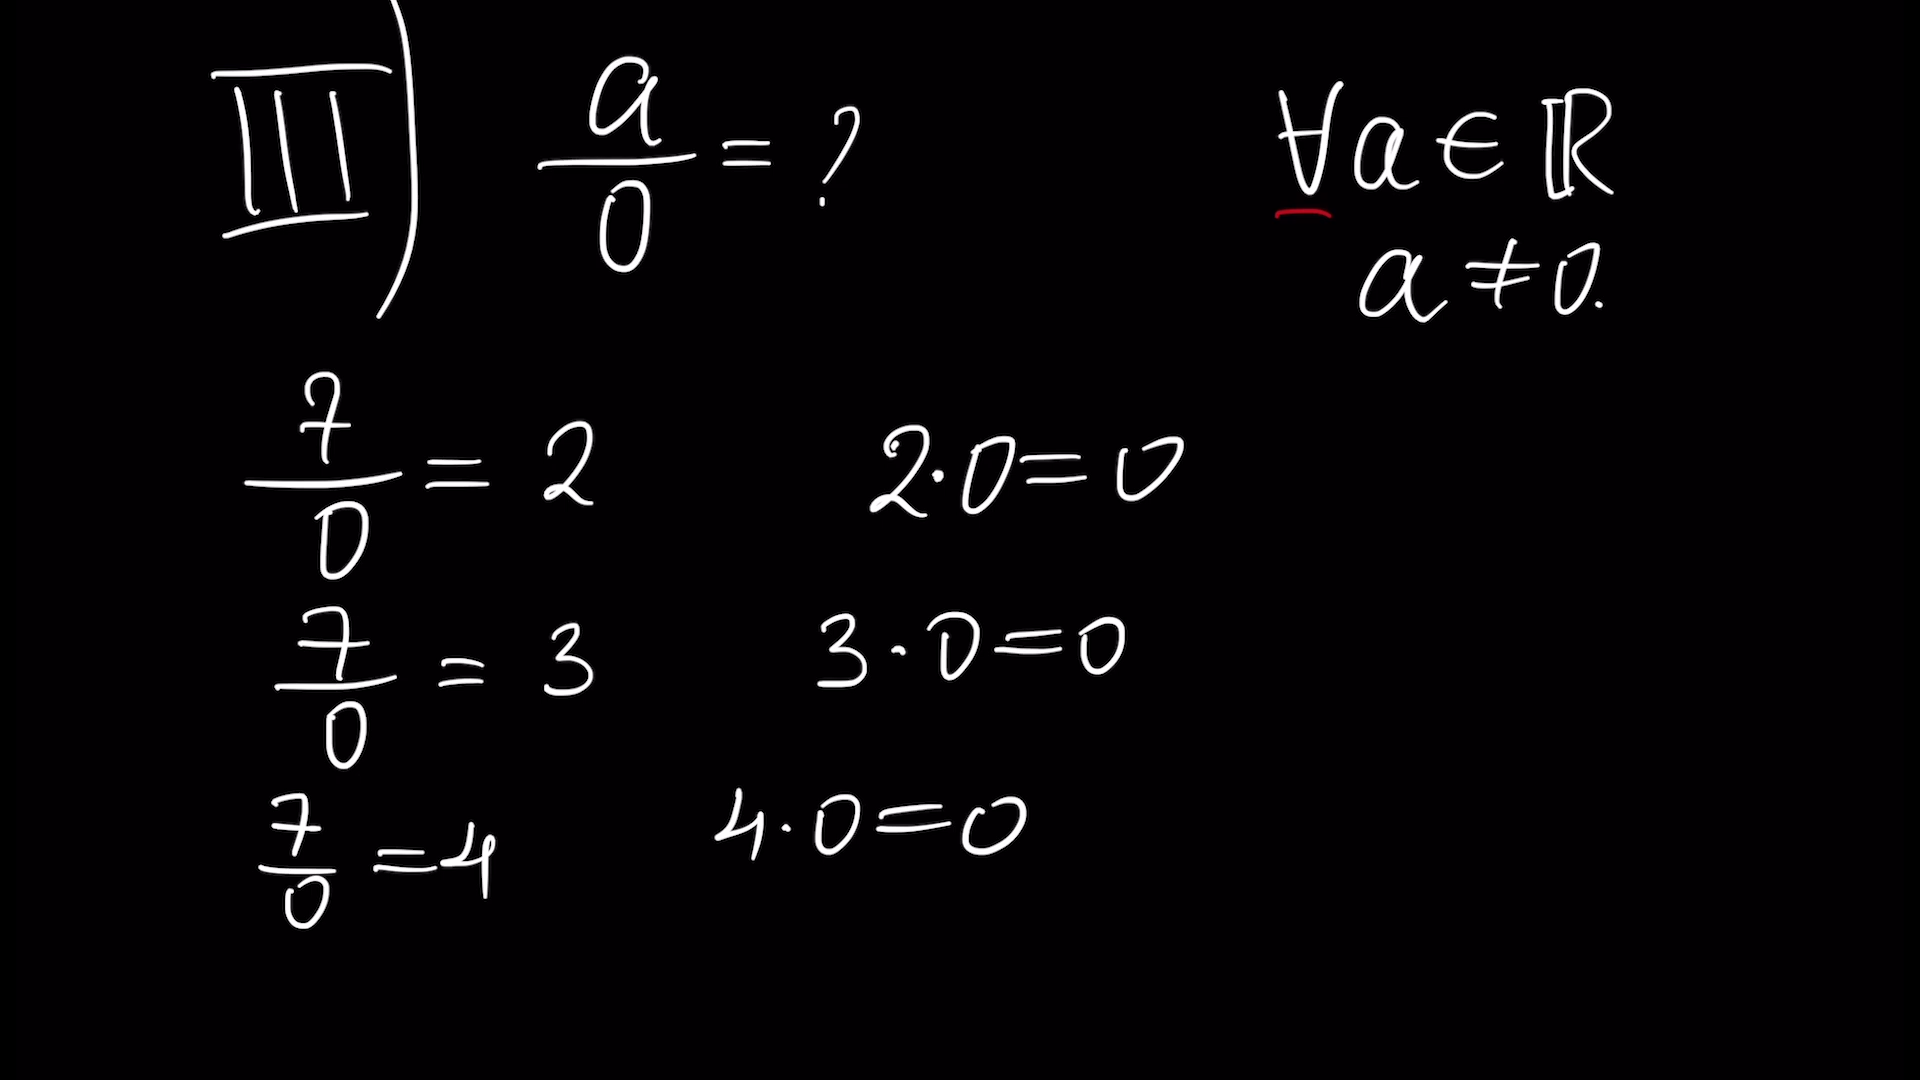 III) a/0 = ? ∀a ∈ ℝ
a ≠ 0.
7/0 = 2 2·0=0
7/0 = 3 3·0=0
7/0 =4 4·0=0